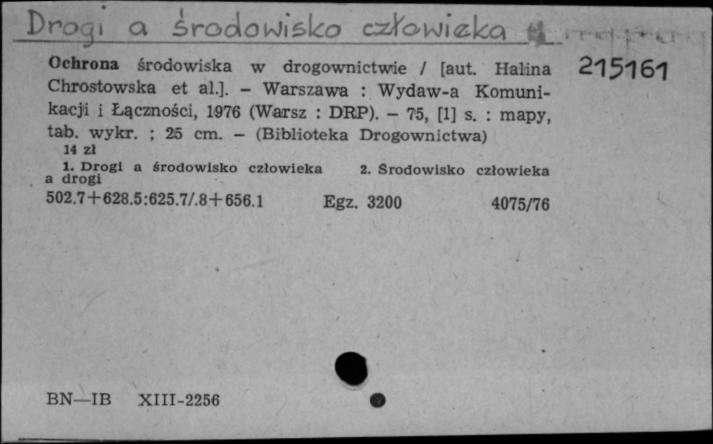 Drogi a środowisko człowieka
215161
Ochrona środowiska w drogownictwie / [aut. Halina
Chrostowska et al.]. – Warszawa : Wydaw-a Komuni-
kacji i Łączności, 1976 (Warsz : DRP). – 75, [1] s. : mapy,
tab. wykr. ; 25 cm. – (Biblioteka Drogownictwa)
14 zł
1. Drogi a środowisko człowieka 2. Środowisko człowieka
a drogi
502.7+628.5:625.7/.8+656.1 Egz. 3200 4075/76
BN—IB XIII-2256